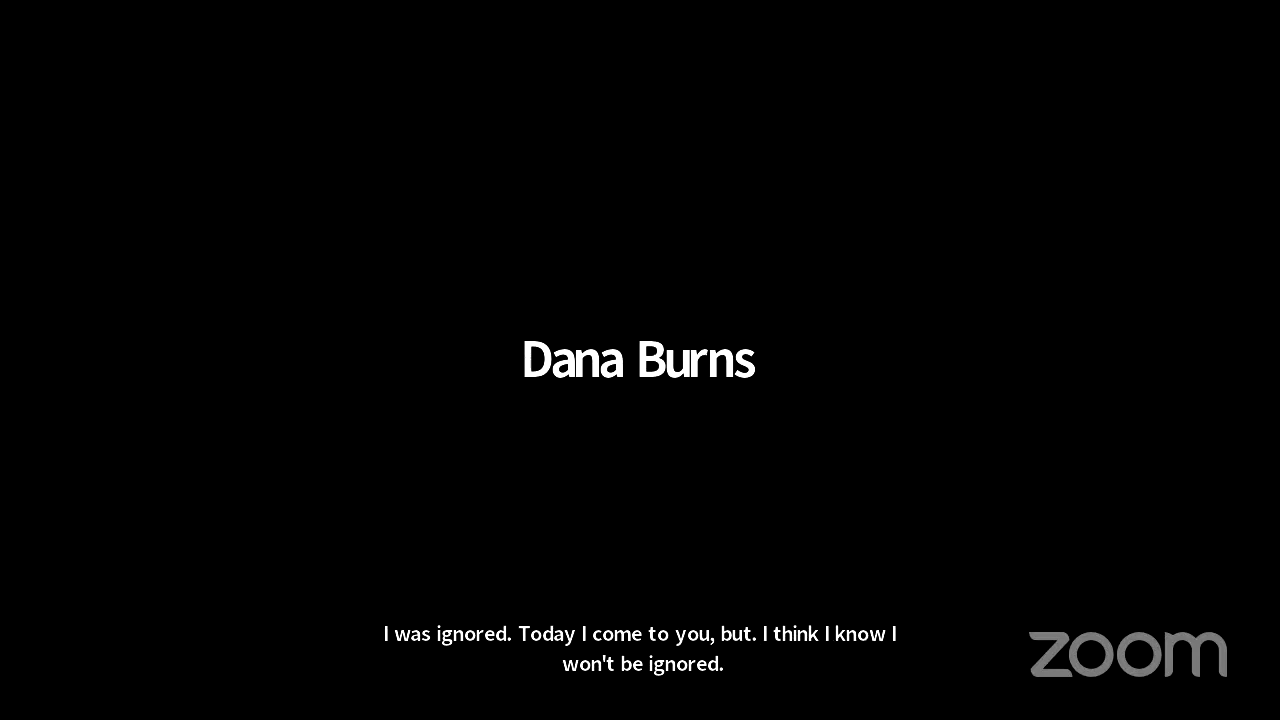 Dana Burns
I was ignored. Today I come to you, but. I think I know I
won't be ignored.
zoom